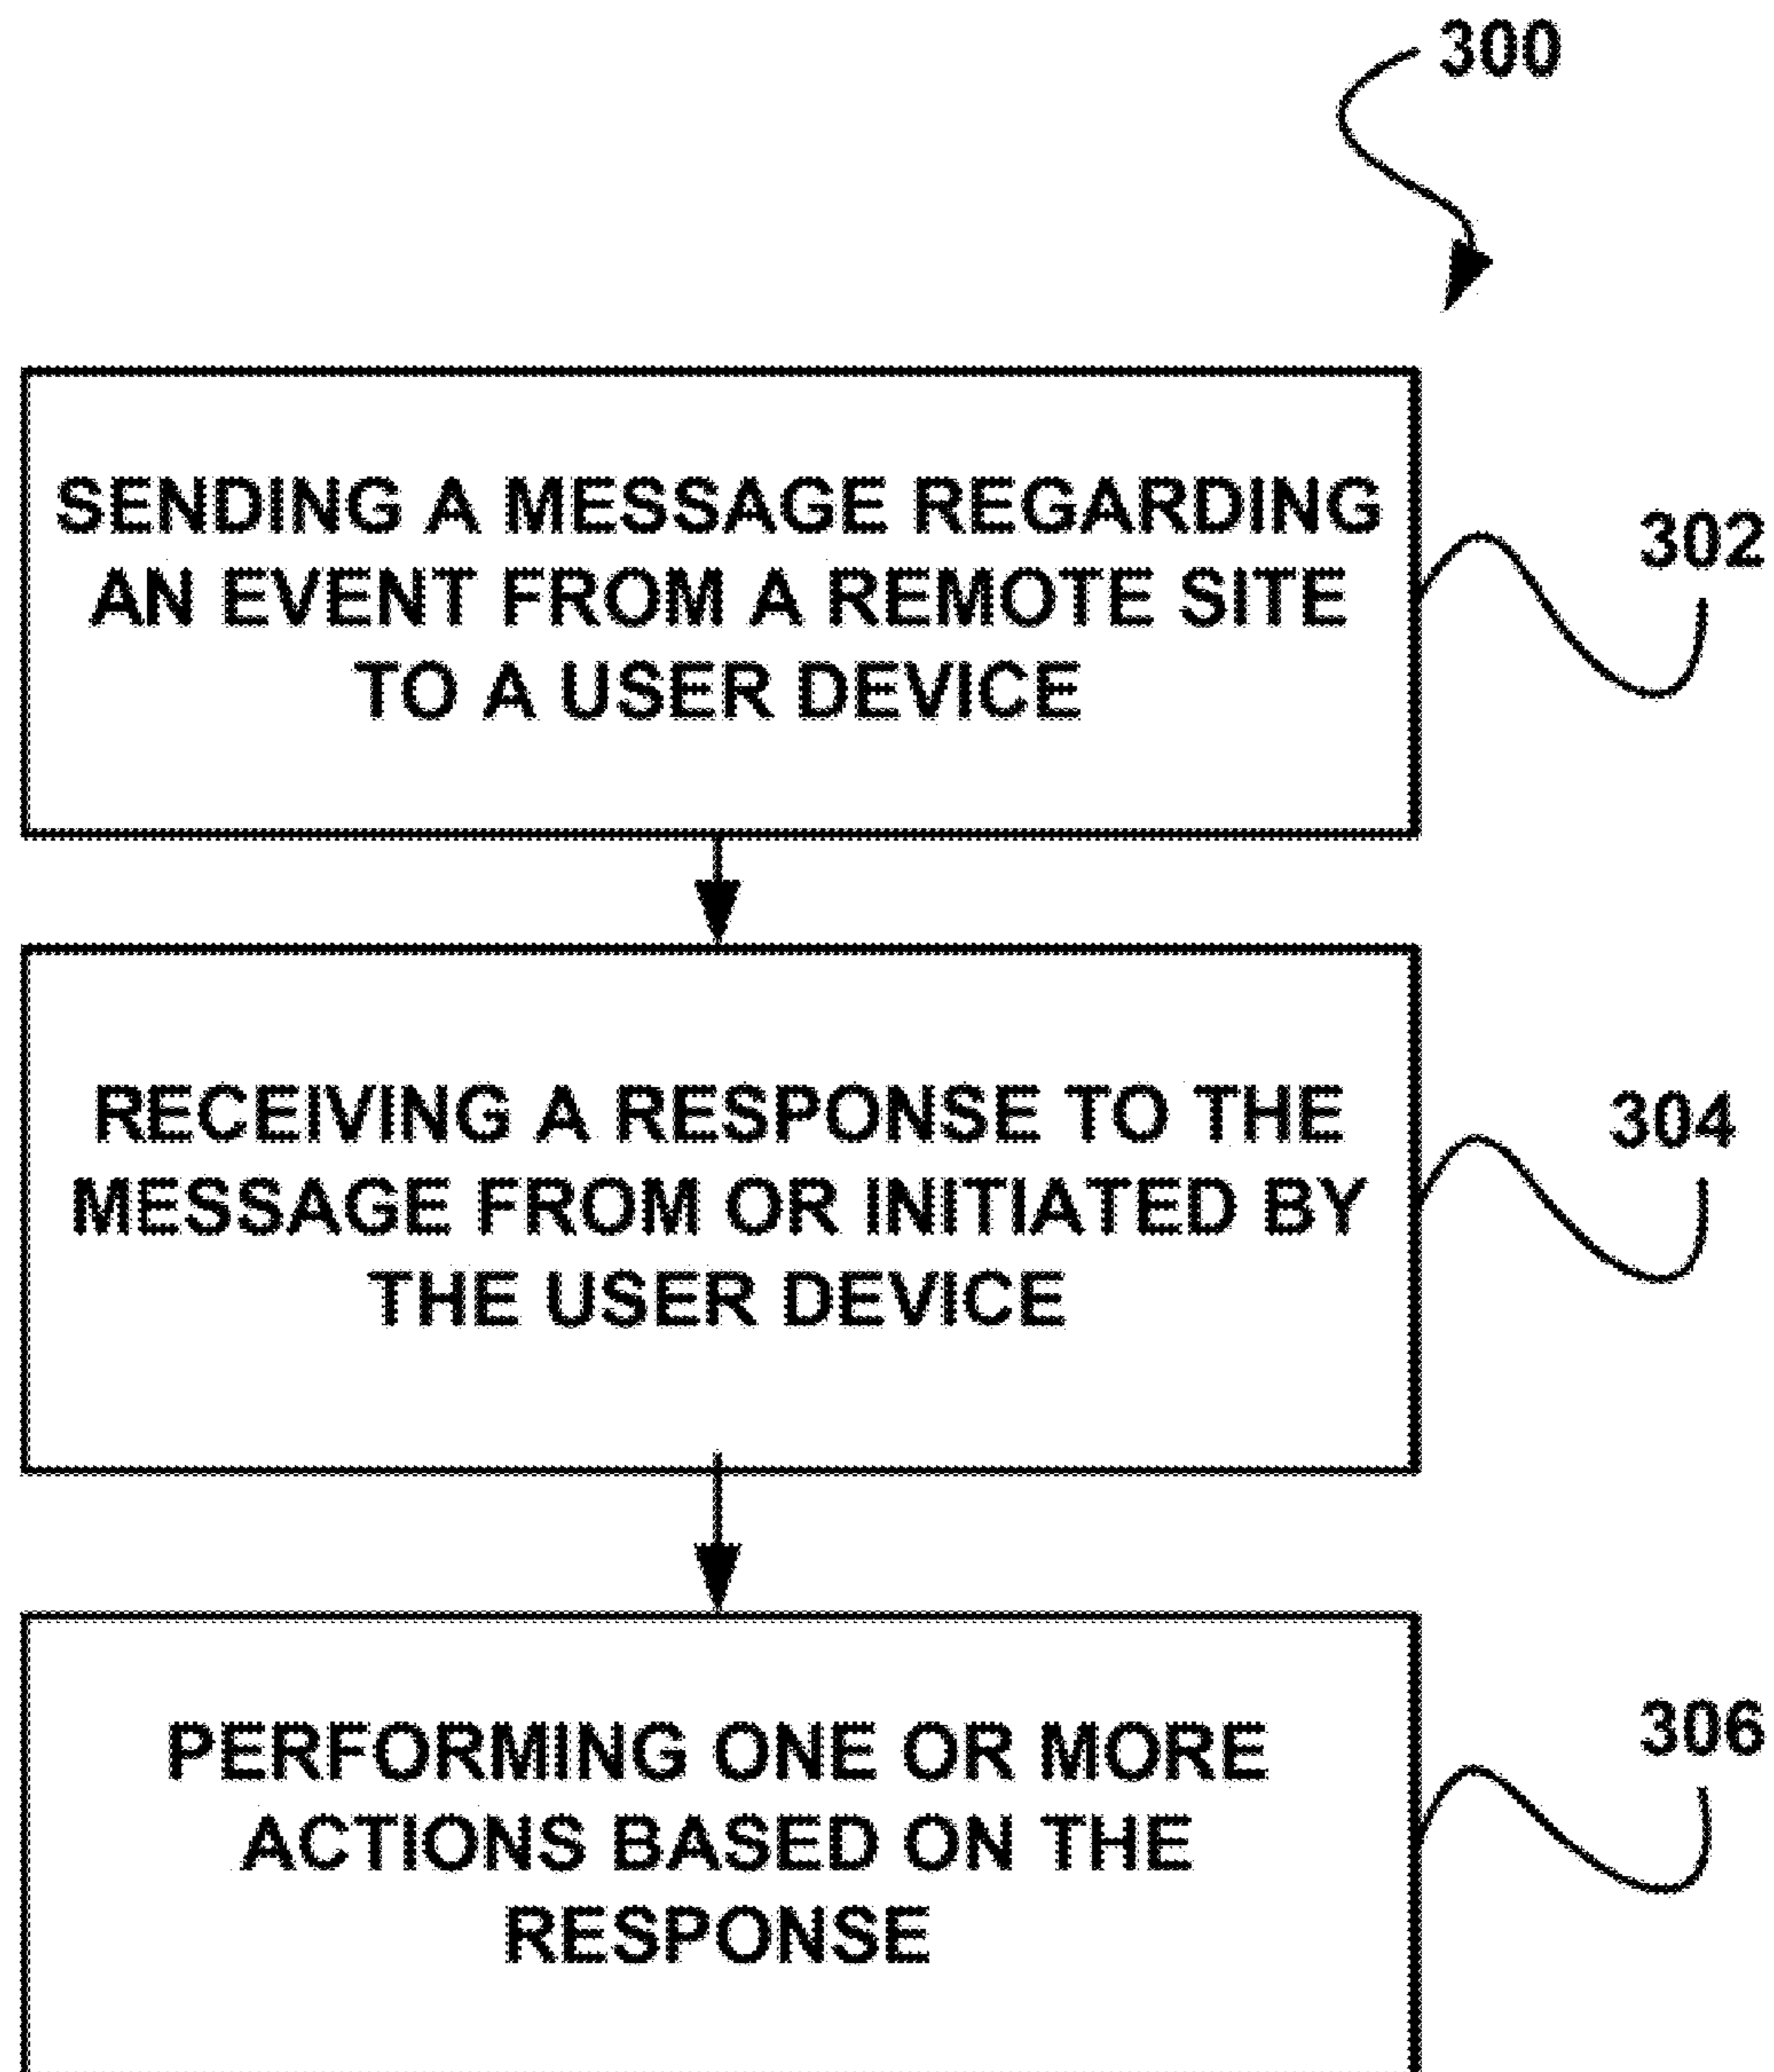 300
SENDING A MESSAGE REGARDING
AN EVENT FROM A REMOTE SITE
TO A USER DEVICE
302
RECEIVING A RESPONSE TO THE
MESSAGE FROM OR INITIATED BY
THE USER DEVICE
304
PERFORMING ONE OR MORE
ACTIONS BASED ON THE
RESPONSE
306